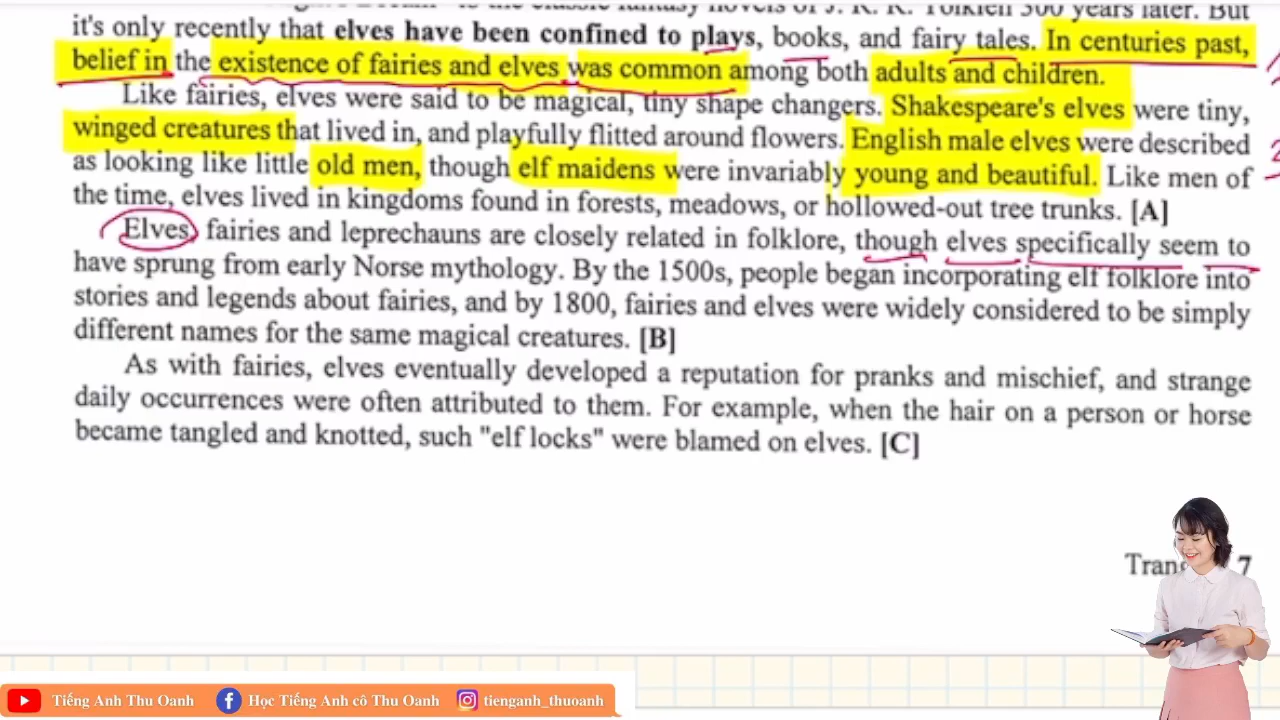 J. R. R. Tolkien 300 years later. But
it's only recently that elves have been confined to plays, books, and fairy tales. In centuries past,
belief in the existence of fairies and elves was common among both adults and children.
Like fairies, elves were said to be magical, tiny shape changers. Shakespeare's elves were tiny,
winged creatures that lived in, and playfully flitted around flowers. English male elves were described
as looking like little old men, though elf maidens were invariably young and beautiful. Like men of
the time, elves lived in kingdoms found in forests, meadows, or hollowed-out tree trunks. [A]
Elves, fairies and leprechauns are closely related in folklore, though elves specifically seem to
have sprung from early Norse mythology. By the 1500s, people began incorporating elf folklore into
stories and legends about fairies, and by 1800, fairies and elves were widely considered to be simply
different names for the same magical creatures. [B]
As with fairies, elves eventually developed a reputation for pranks and mischief, and strange
daily occurrences were often attributed to them. For example, when the hair on a person or horse
became tangled and knotted, such "elf locks" were blamed on elves. [C]
7
Tiếng Anh Thu Oanh Học Tiếng Anh cô Thu Oanh tienganh_thuoanh